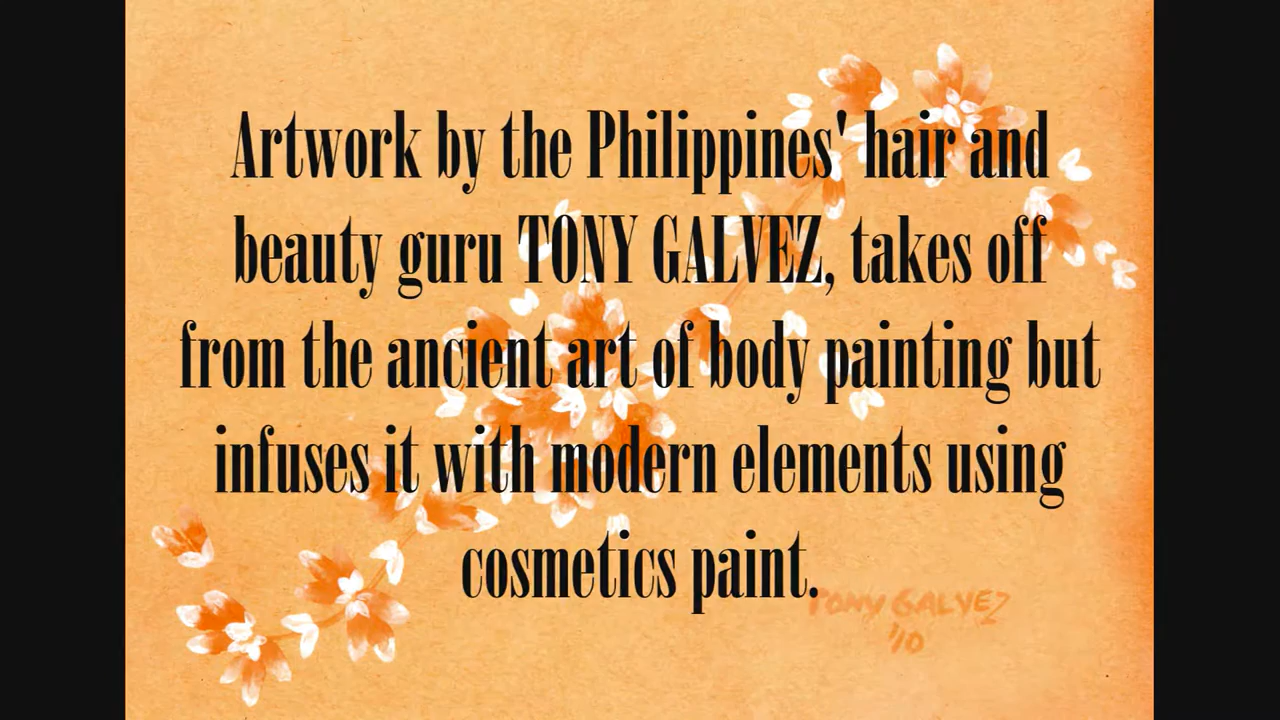 Artwork by the Philippines' hair and
beauty guru TONY GALVEZ, takes off
from the ancient art of body painting but
infuses it with modern elements using
cosmetics paint.
TONY GALVEZ
'10